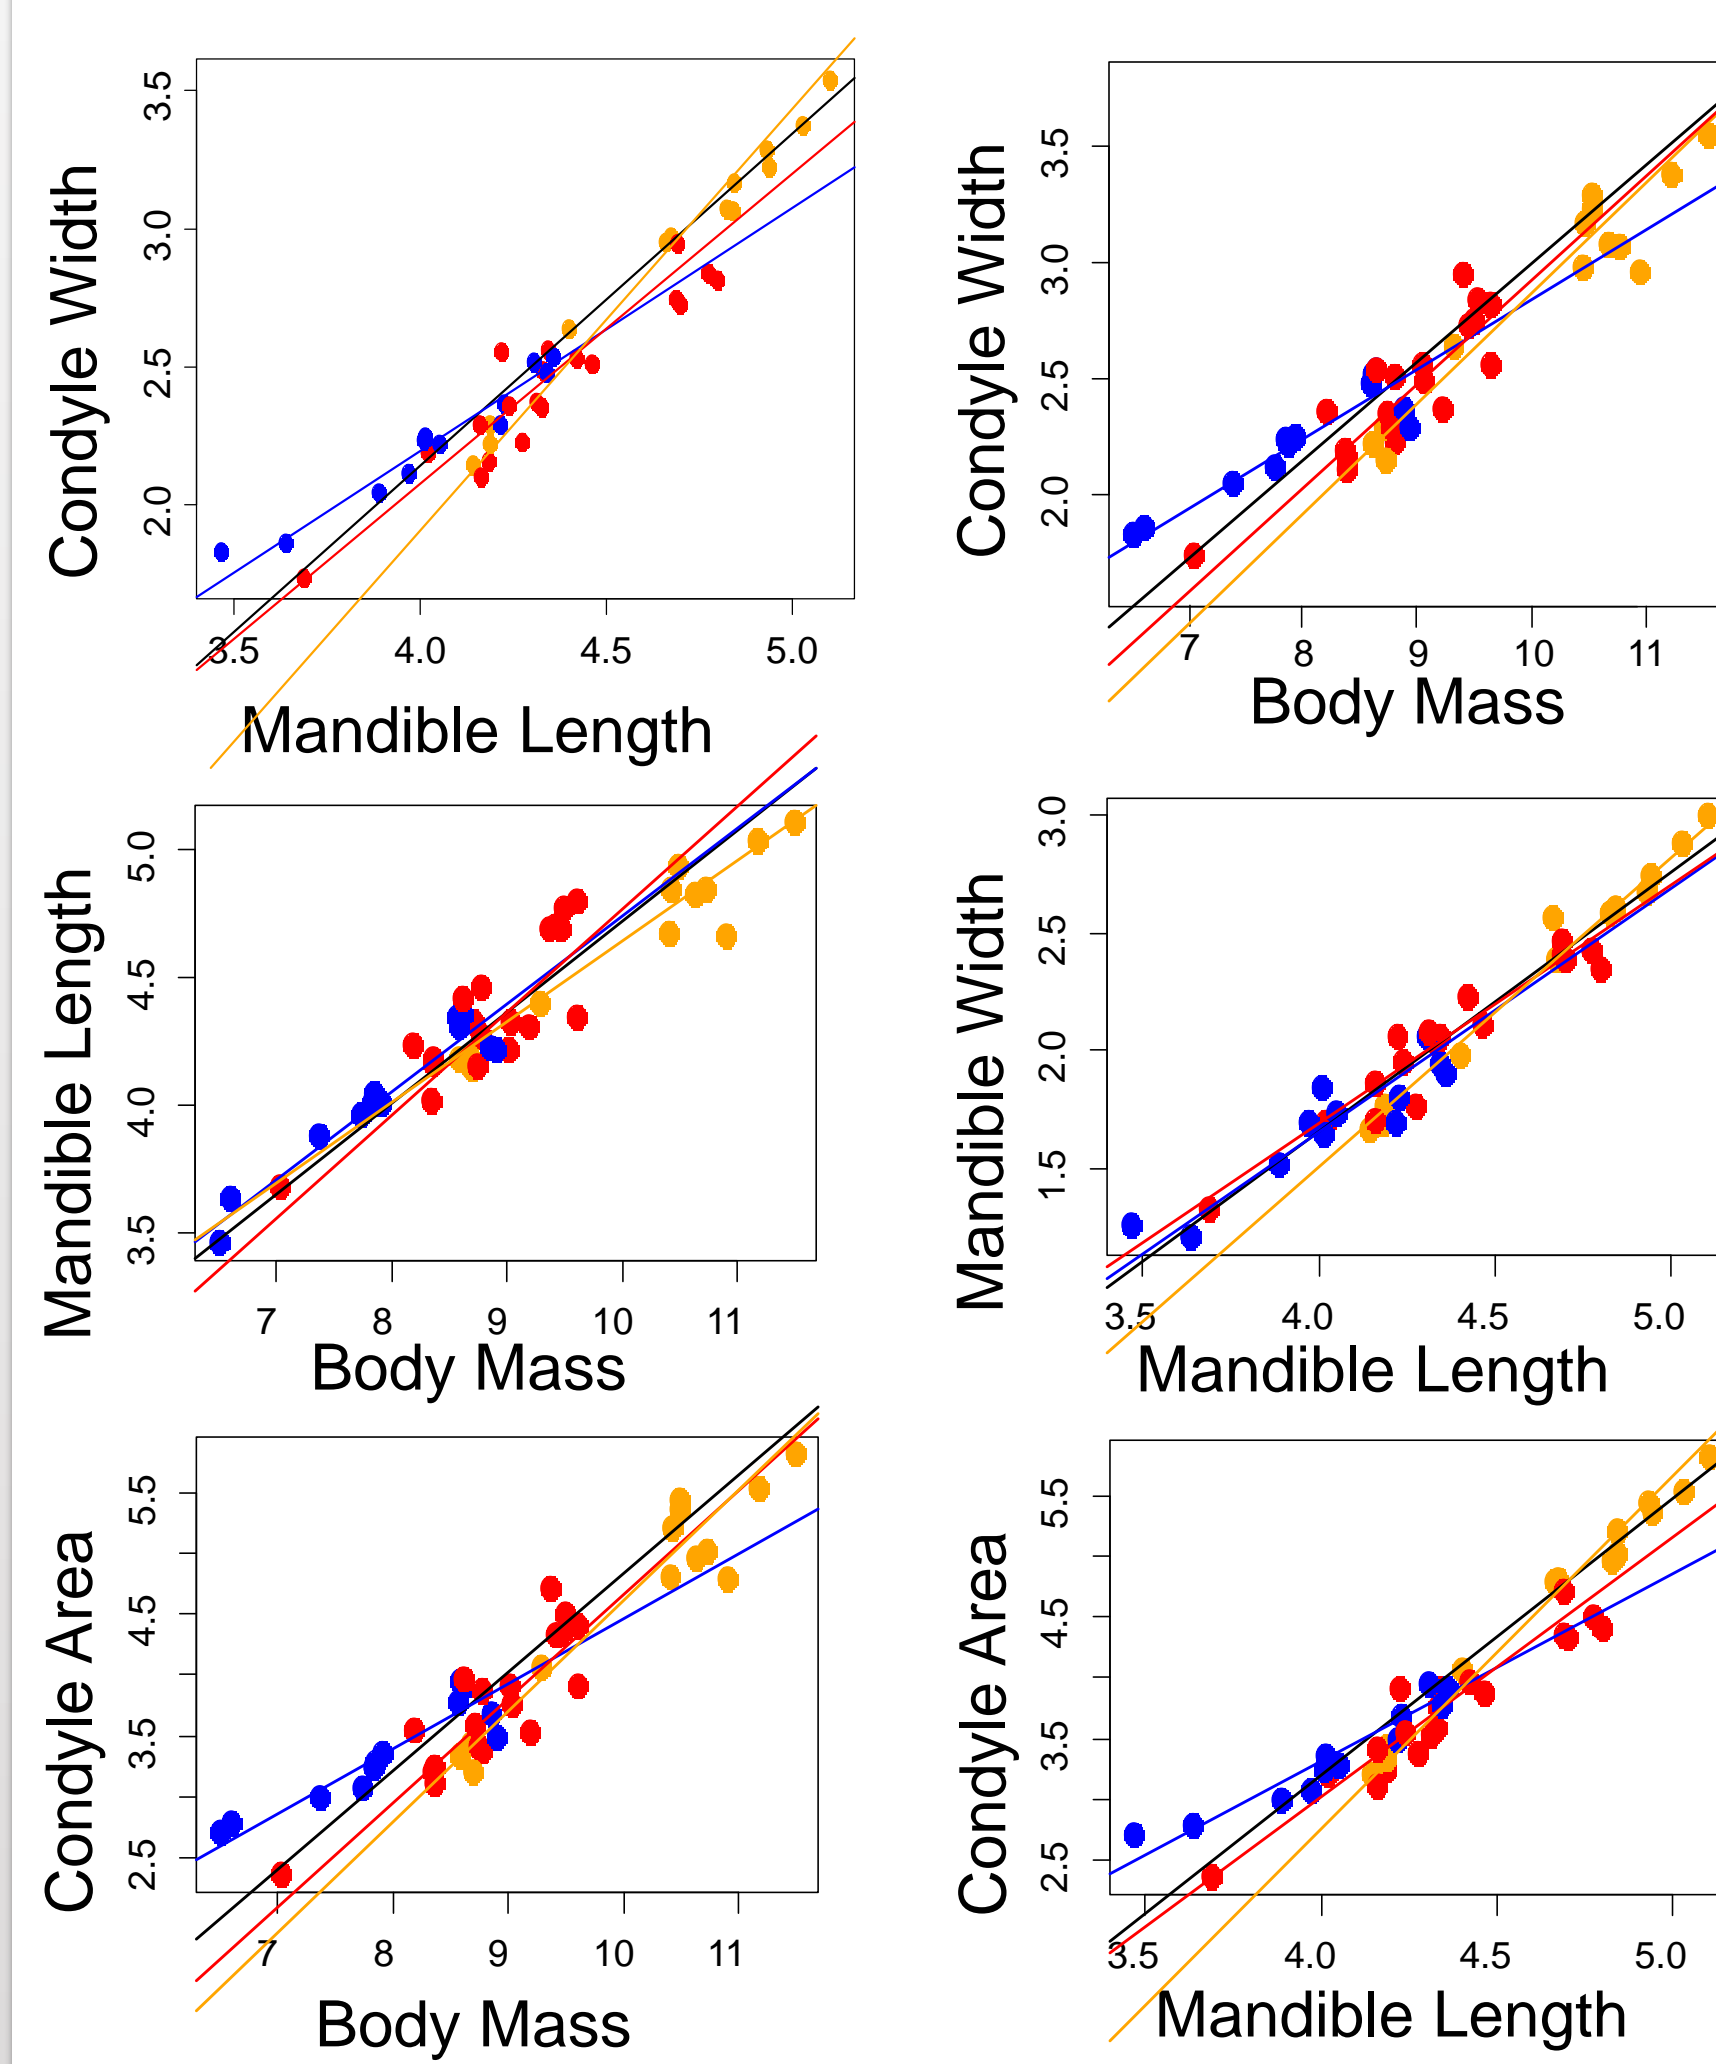 Condyle Width
3.5
3.0
2.5
2.0
3.5 4.0 4.5 5.0
Mandible Length
Condyle Width
3.5
3.0
2.5
2.0
7 8 9 10 11
Body Mass
Mandible Length
5.0
4.5
4.0
3.5
7 8 9 10 11
Body Mass
Mandible Width
3.0
2.5
2.0
1.5
3.5 4.0 4.5 5.0
Mandible Length
Condyle Area
5.5
4.5
3.5
2.5
7 8 9 10 11
Body Mass
Condyle Area
5.5
4.5
3.5
2.5
3.5 4.0 4.5 5.0
Mandible Length